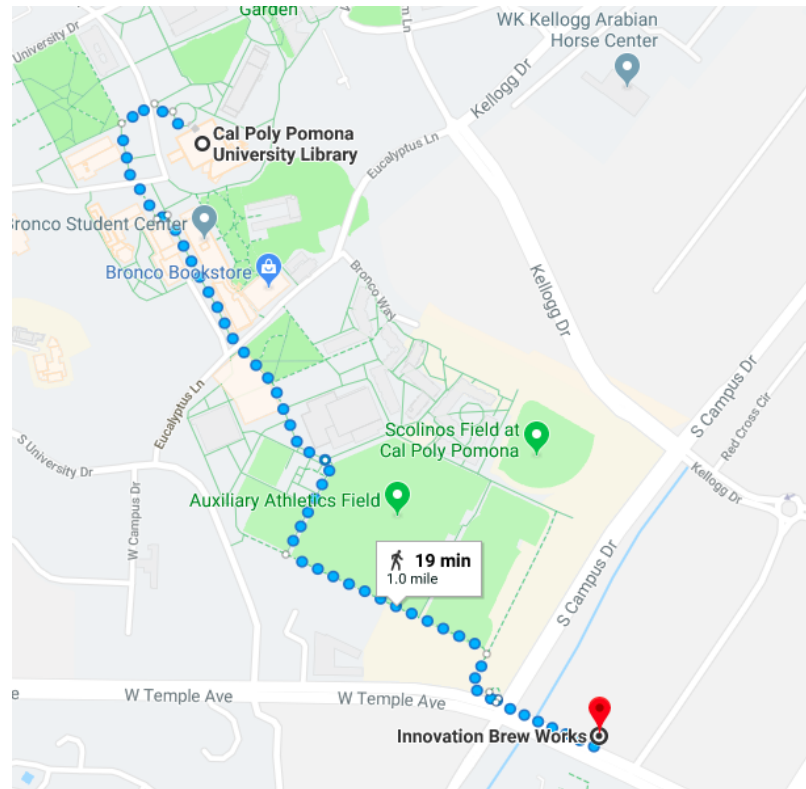 Garden
WK Kellogg Arabian
Horse Center
University Dr
Kellogg Dr
Cal Poly Pomona
University Library
Eucalyptus Ln
Bronco Student Center
Bronco Bookstore
Bronco Way
Kellogg Dr
S Campus Dr
Red Cross Cir
Eucalyptus Ln
Scolinos Field at
Cal Poly Pomona
S University Dr
Kellogg Dr
Auxiliary Athletics Field
W Campus Dr
19 min
1.0 mile
S Campus Dr
W Temple Ave
W Temple Ave
Innovation Brew Works